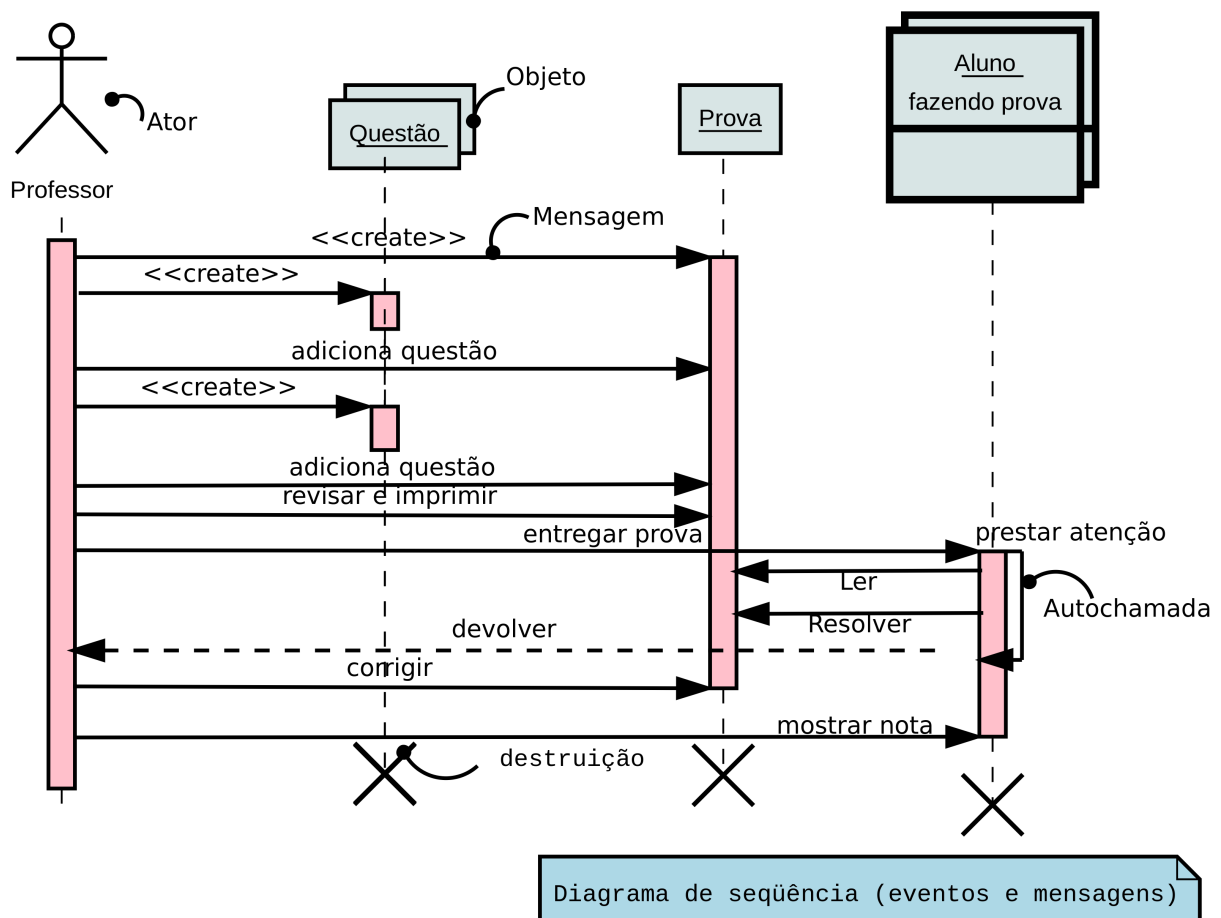 Objeto
Aluno
fazendo prova
Ator
Questão
Prova
Professor
Mensagem
<<create>>
<<create>>
adiciona questão
<<create>>
adiciona questão
revisar e imprimir
entregar prova
prestar atenção
Ler
Autochamada
Resolver
devolver
corrigir
mostrar nota
destruição
Diagrama de seqüência (eventos e mensagens)